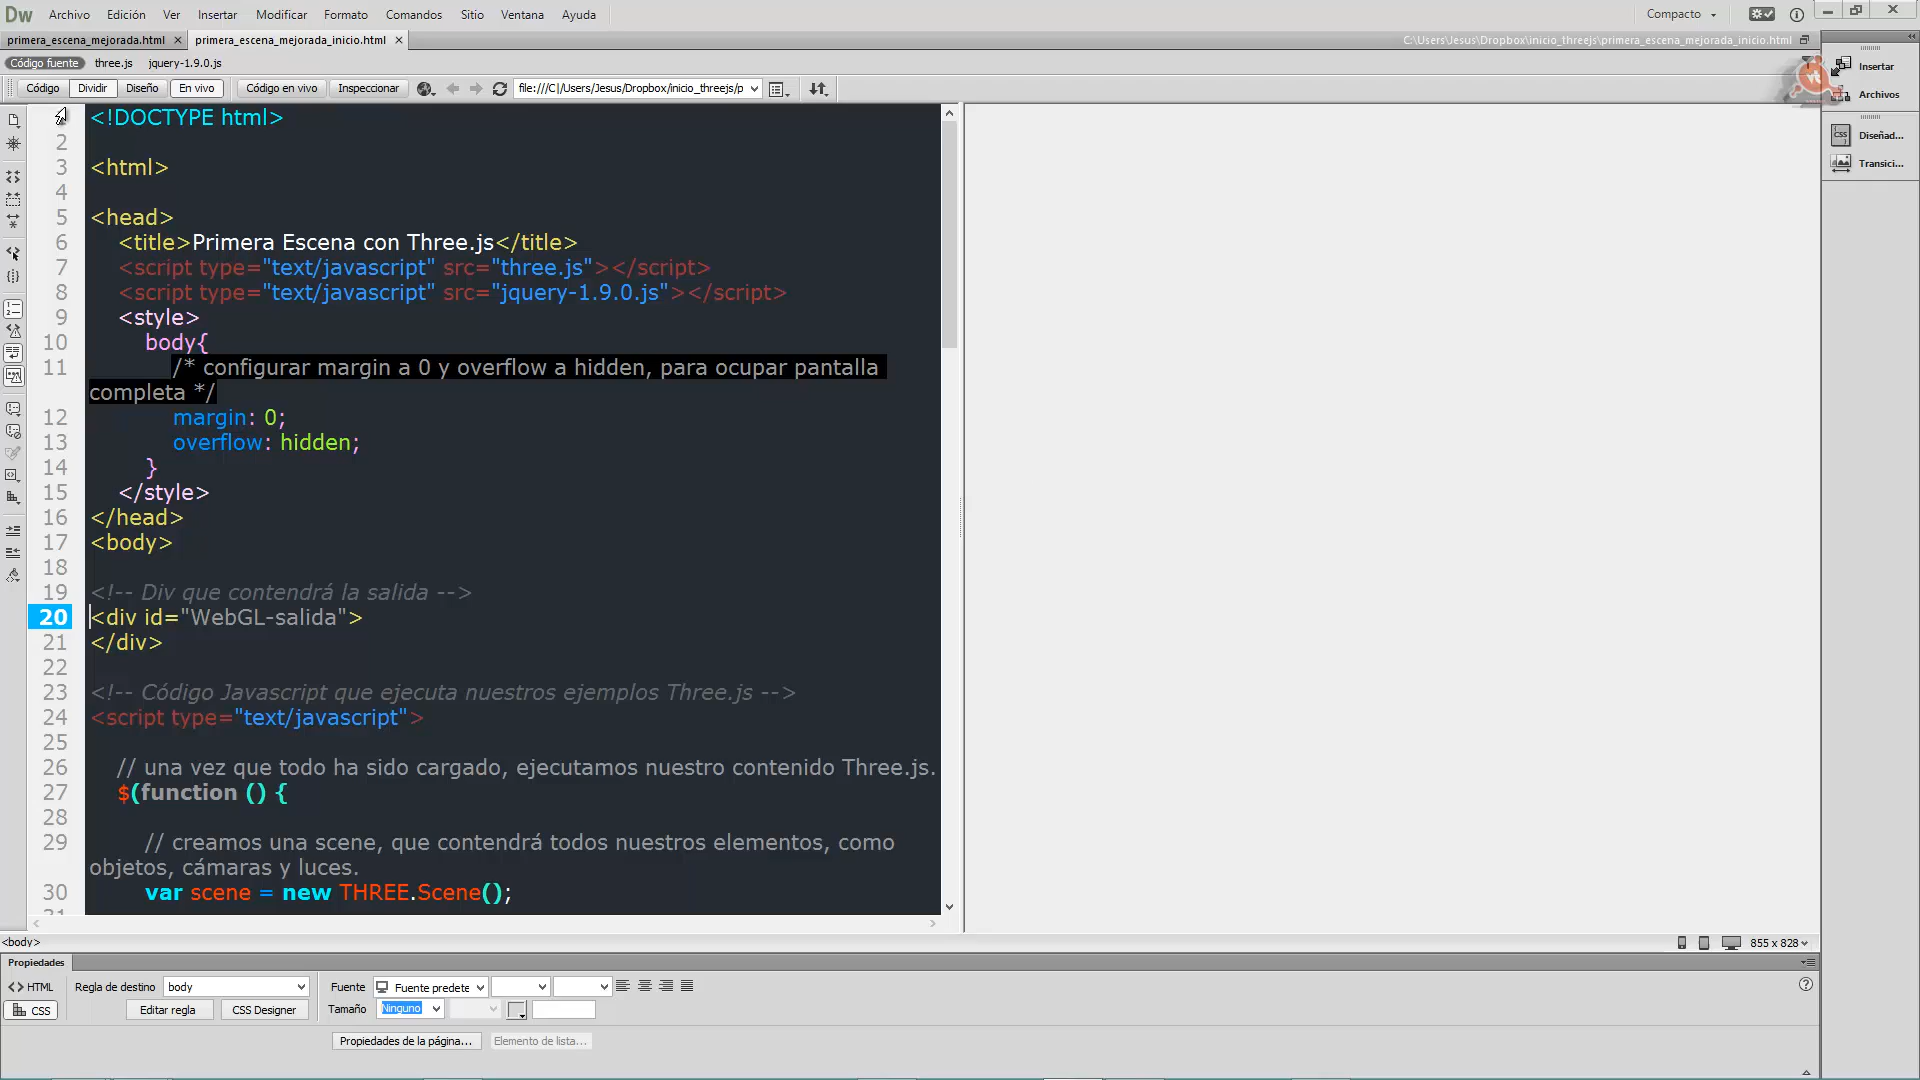 Dw Archivo Edición Ver Insertar Modificar Formato Comandos Sitio Ventana Ayuda Compacto
primera_escena_mejorada.html primera_escena_mejorada_inicio.html C:\Users\Jesus\Dropbox\inicio_threejs\primera_escena_mejorada_inicio.html
Código fuente three.js jquery-1.9.0.js
Código Dividir Diseño En vivo Código en vivo Inspeccionar file:///C|/Users/Jesus/Dropbox/inicio_threejs/p
Insertar
Archivos
Diseñad...
Transici...
<!DOCTYPE html>
2
3 <html>
4
5 <head>
6 <title>Primera Escena con Three.js</title>
7 <script type="text/javascript" src="three.js"></script>
8 <script type="text/javascript" src="jquery-1.9.0.js"></script>
9 <style>
10 body{
11 /* configurar margin a 0 y overflow a hidden, para ocupar pantalla
completa */
12 margin: 0;
13 overflow: hidden;
14 }
15 </style>
16 </head>
17 <body>
18
19 <!-- Div que contendrá la salida -->
20 <div id="WebGL-salida">
21 </div>
22
23 <!-- Código Javascript que ejecuta nuestros ejemplos Three.js -->
24 <script type="text/javascript">
25
26 // una vez que todo ha sido cargado, ejecutamos nuestro contenido Three.js.
27 $(function () {
28
29 // creamos una scene, que contendrá todos nuestros elementos, como
objetos, cámaras y luces.
30 var scene = new THREE.Scene();
<body> 855 x 828
Propiedades
<> HTML Regla de destino body Fuente Fuente predete
CSS Editar regla CSS Designer Tamaño Ninguno
Propiedades de la página... Elemento de lista...